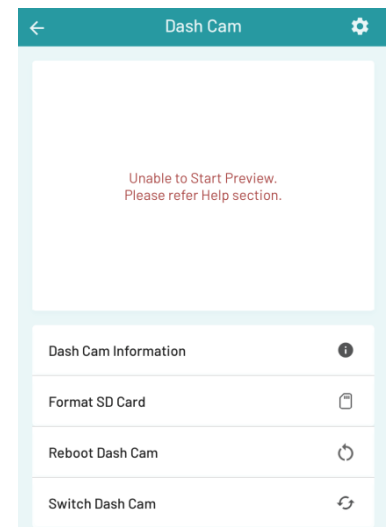 Dash Cam
Unable to Start Preview.
Please refer Help section.
Dash Cam Information
Format SD Card
Reboot Dash Cam
Switch Dash Cam